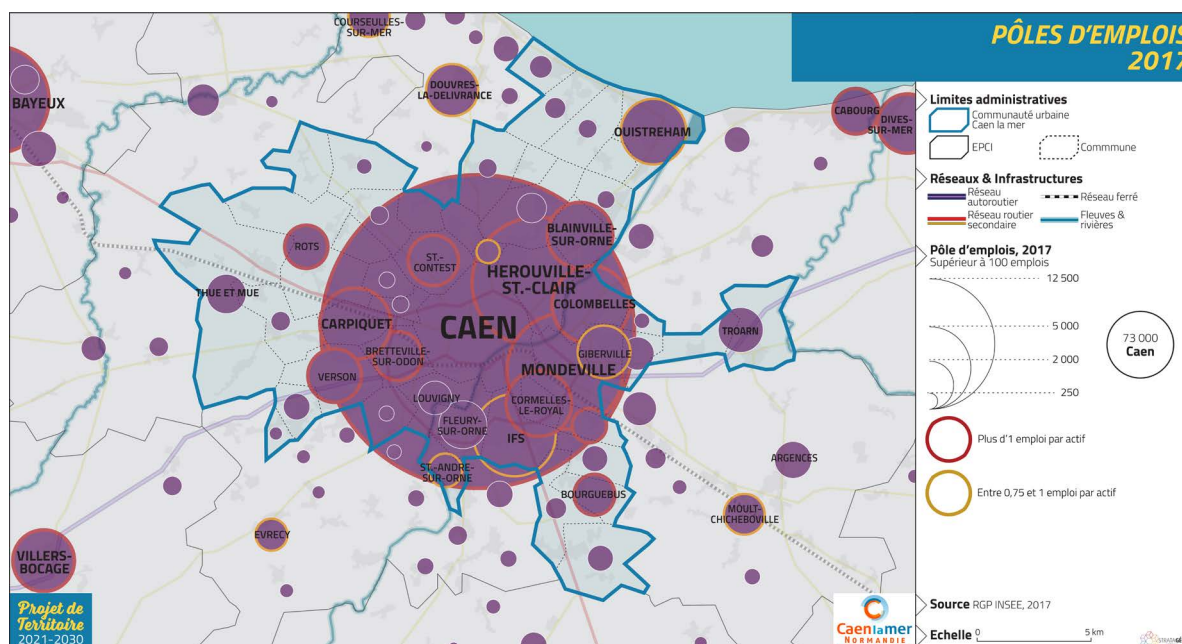 PÔLES D'EMPLOIS
2017
COURSEULLES-
SUR-MER
DOUVRES-
LA-DELIVRANCE
BAYEUX
OUISTREHAM
CABOURG
DIVES-
SUR-MER
BLAINVILLE-
SUR-ORNE
ROTS
ST.-
CONTEST
HEROUVILLE-
ST.-CLAIR
THUE ET MUE
COLOMBELLES
CARPIQUET
CAEN
TROARN
BRETTEVILLE-
SUR-ODON
GIBERVILLE
MONDEVILLE
VERSON
LOUVIGNY
CORMELLES-
LE-ROYAL
FLEURY-
SUR-ORNE
IFS
ST.-ANDRE-
SUR-ORNE
ARGENCES
BOURGUEBUS
MOULT-
CHICHEBOVILLE
EVRECY
VILLERS-
BOCAGE
Projet de
Territoire
2021-2030
Caen la mer
NORMANDIE
Limites administratives
Communauté urbaine
Caen la mer
EPCI
Commmune
Réseaux & Infrastructures
Réseau
autoroutier
Réseau ferré
Réseau routier
secondaire
Fleuves &
rivières
Pôle d'emplois, 2017
Supérieur à 100 emplois
12 500
5 000
2 000
250
73 000
Caen
Plus d'1 emploi par actif
Entre 0,75 et 1 emploi par actif
Source RGP INSEE, 2017
Echelle 0 5 km